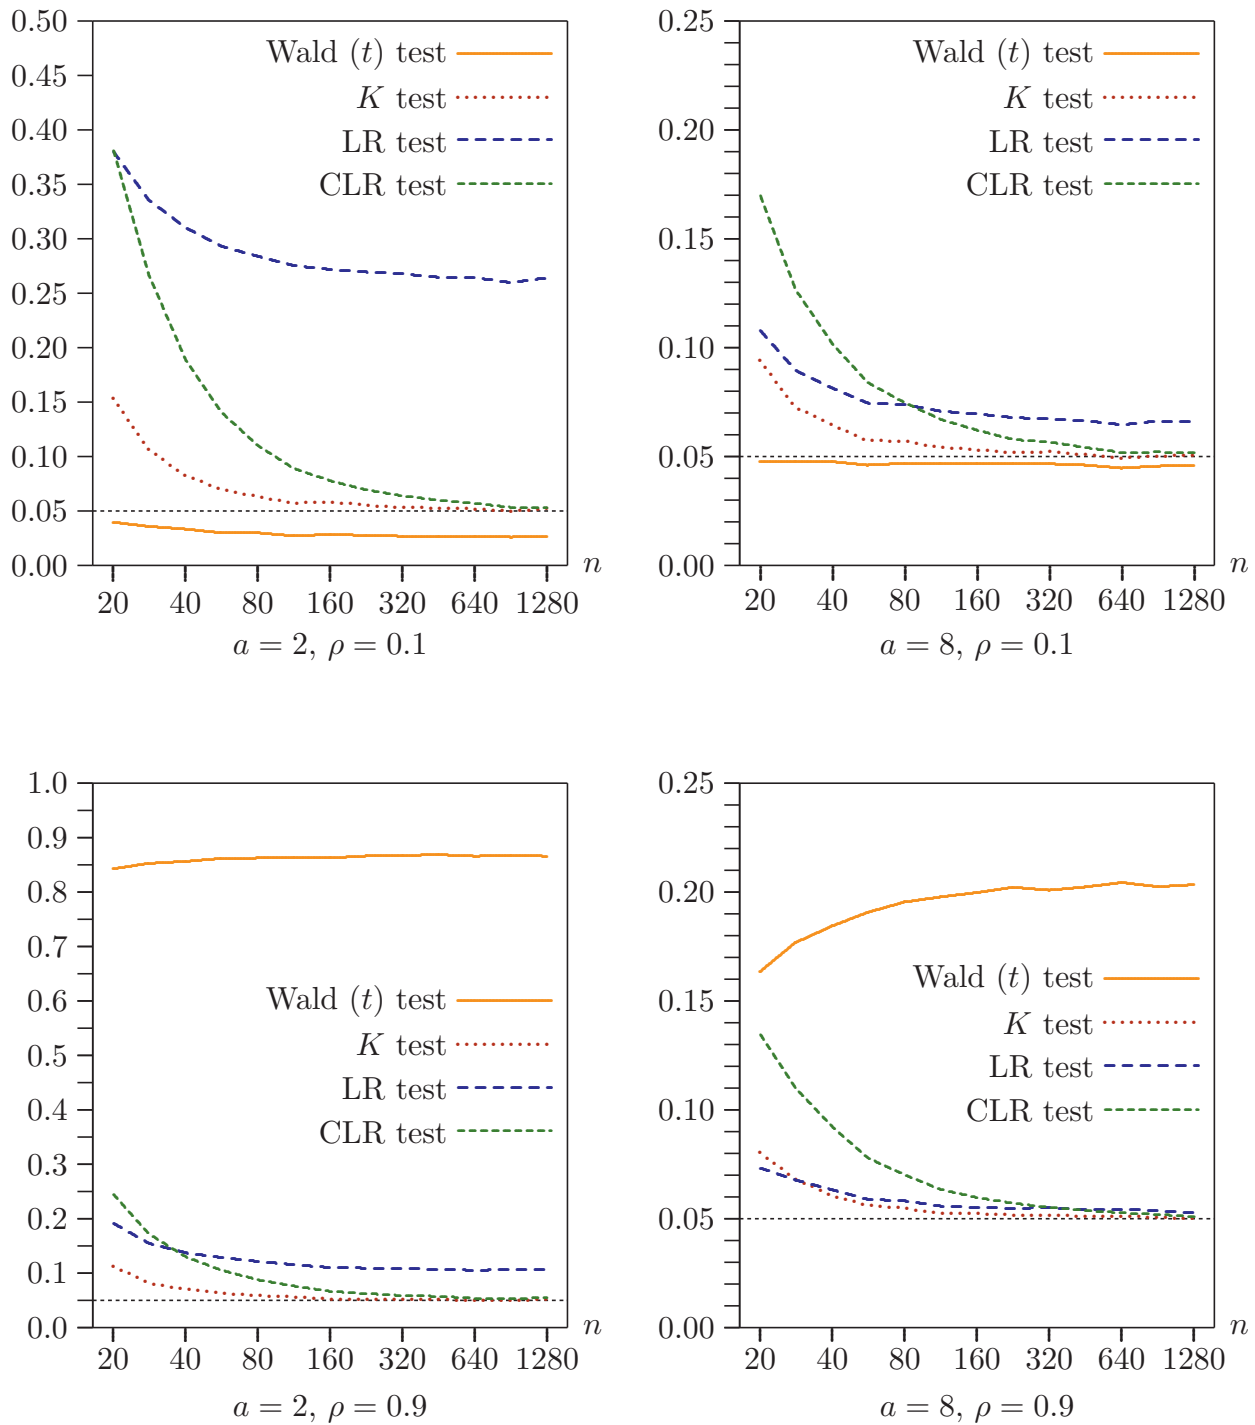 0.50
0.45
0.40
0.35
0.30
0.25
0.20
0.15
0.10
0.05
0.00
Wald (t) test
K test
LR test
CLR test
20 40 80 160 320 640 1280
n
a = 2, ρ = 0.1
0.25
0.20
0.15
0.10
0.05
0.00
Wald (t) test
K test
LR test
CLR test
20 40 80 160 320 640 1280
n
a = 8, ρ = 0.1
1.0
0.9
0.8
0.7
0.6
0.5
0.4
0.3
0.2
0.1
0.0
Wald (t) test
K test
LR test
CLR test
20 40 80 160 320 640 1280
n
a = 2, ρ = 0.9
0.25
0.20
0.15
0.10
0.05
0.00
Wald (t) test
K test
LR test
CLR test
20 40 80 160 320 640 1280
n
a = 8, ρ = 0.9